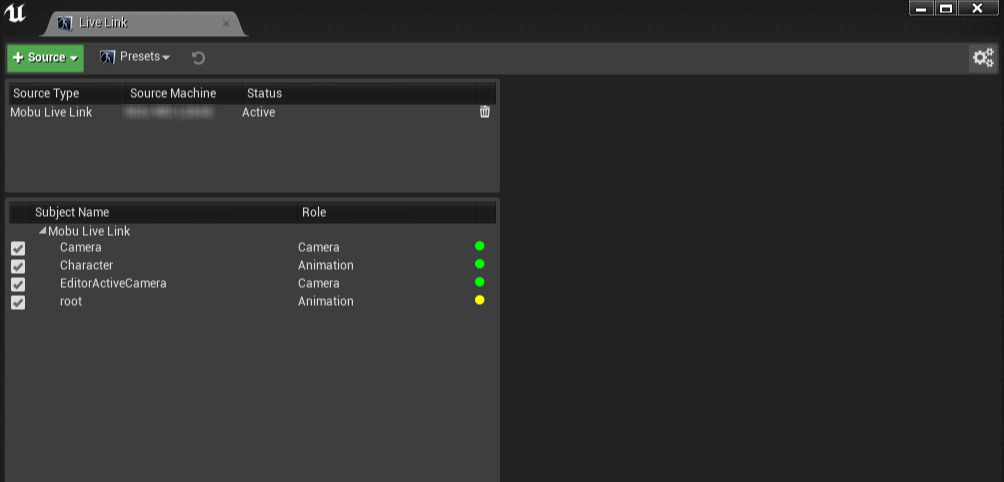 Live Link
Source
Presets
Source Type Source Machine Status
Mobu Live Link Active
Subject Name Role
Mobu Live Link
Camera Camera
Character Animation
EditorActiveCamera Camera
root Animation